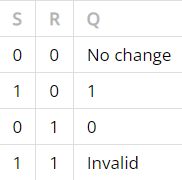 S R Q
0 0 No change
1 0 1
0 1 0
1 1 Invalid